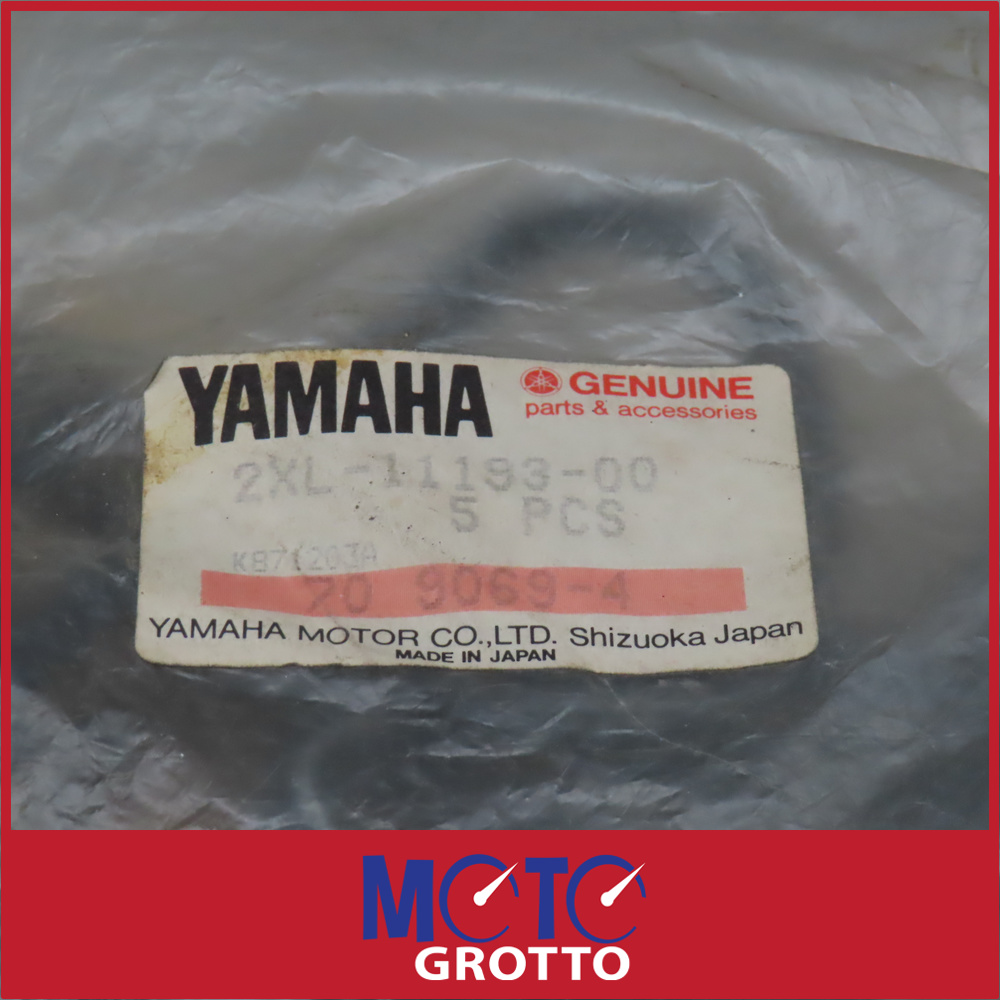 YAMAHA
GENUINE
parts & accessories
2XL-11193-00
5 PCS
K871203A
70 9069-4
YAMAHA MOTOR CO.,LTD. Shizuoka Japan
MADE IN JAPAN
MOTO
GROTTO